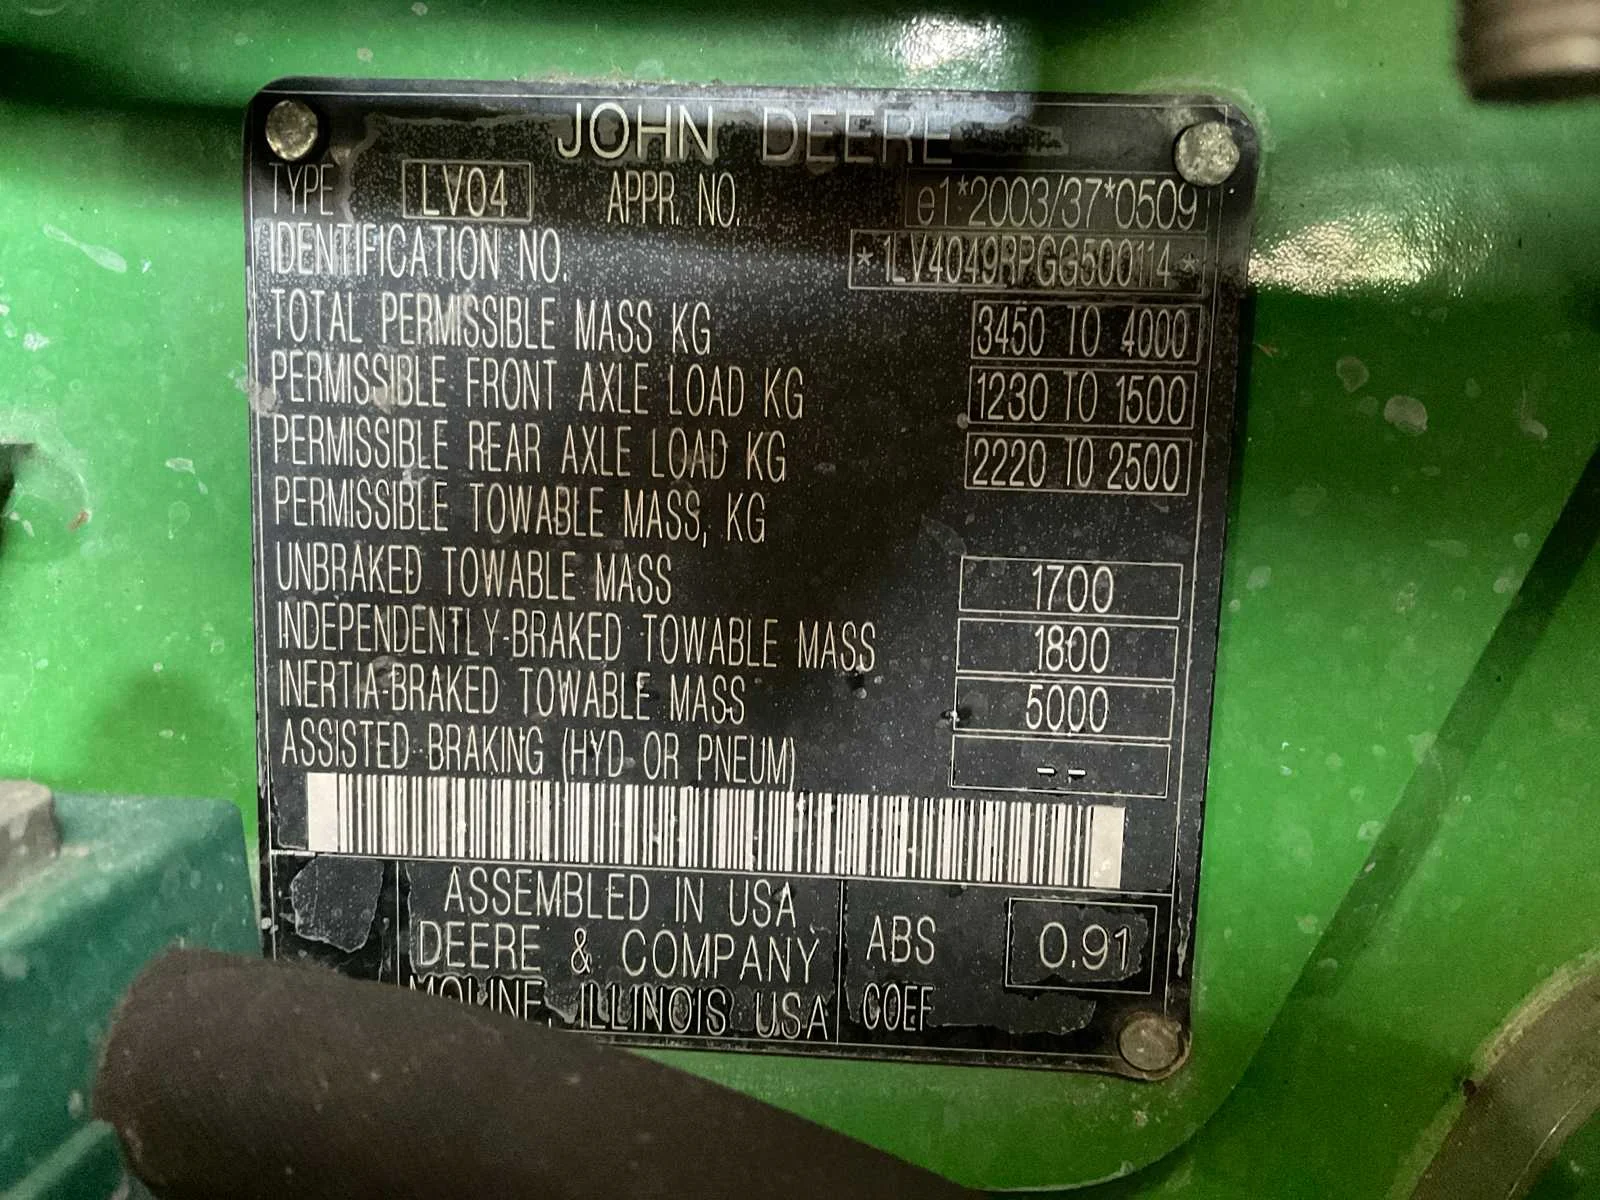 JOHN DEERE
TYPE LV04 APPR. NO. e1*2003/37*0509
IDENTIFICATION NO. *1LV4049RPGG500114*
TOTAL PERMISSIBLE MASS KG 3450 TO 4000
PERMISSIBLE FRONT AXLE LOAD KG 1230 TO 1500
PERMISSIBLE REAR AXLE LOAD KG 2220 TO 2500
PERMISSIBLE TOWABLE MASS, KG
UNBRAKED TOWABLE MASS 1700
INDEPENDENTLY-BRAKED TOWABLE MASS 1800
INERTIA-BRAKED TOWABLE MASS 5000
ASSISTED BRAKING (HYD OR PNEUM) --
ASSEMBLED IN USA
DEERE & COMPANY
MOLINE, ILLINOIS USA
ABS 0.91
COEF